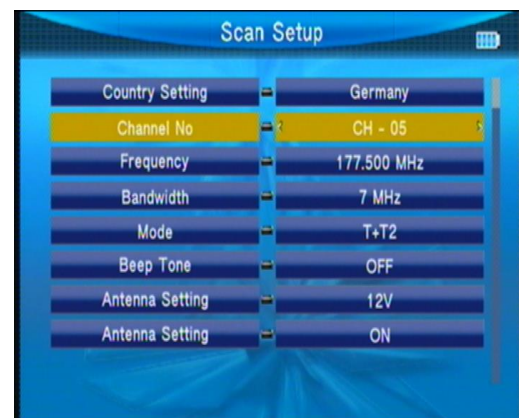 Scan Setup
Country Setting Germany
Channel No CH - 05
Frequency 177.500 MHz
Bandwidth 7 MHz
Mode T+T2
Beep Tone OFF
Antenna Setting 12V
Antenna Setting ON